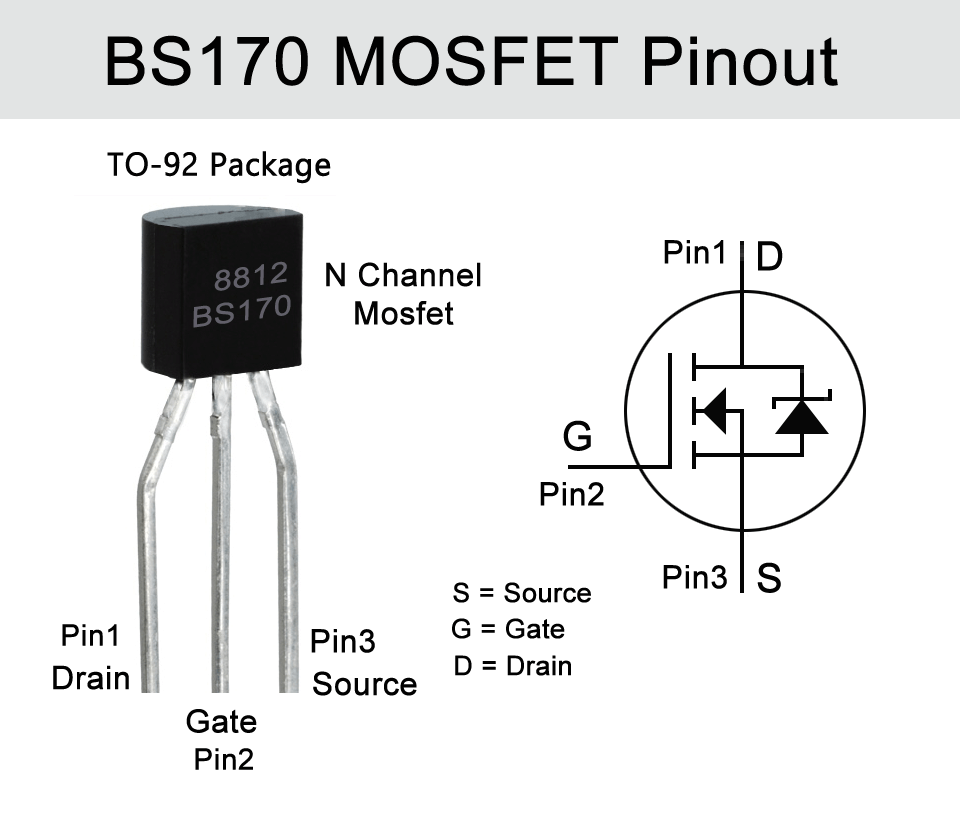 BS170 MOSFET Pinout
TO-92 Package
8812
BS170
N Channel
Mosfet
Pin1
Drain
Gate
Pin2
Pin3
Source
Pin1
D
G
Pin2
Pin3
S
S = Source
G = Gate
D = Drain